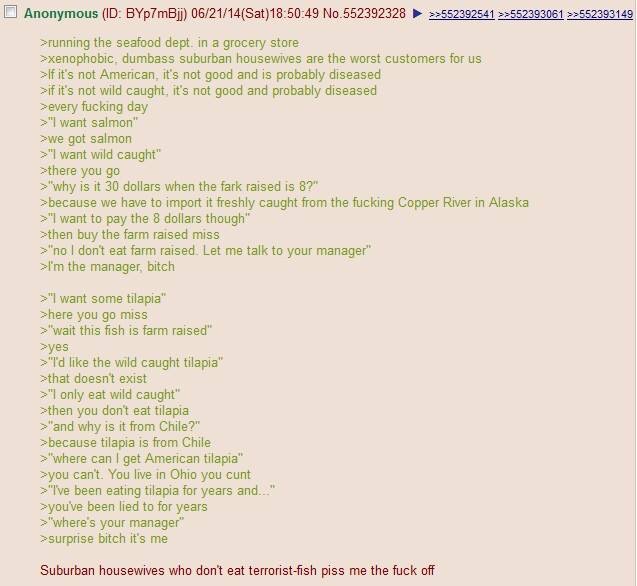 Anonymous (ID: BYp7mBjj) 06/21/14(Sat)18:50:49 No.552392328 ▶ >>552392541 >>552393061 >>552393149
>running the seafood dept. in a grocery store
>xenophobic, dumbass suburban housewives are the worst customers for us
>If it's not American, it's not good and is probably diseased
>if it's not wild caught, it's not good and probably diseased
>every fucking day
>"I want salmon"
>we got salmon
>"I want wild caught"
>there you go
>"why is it 30 dollars when the fark raised is 8?"
>because we have to import it freshly caught from the fucking Copper River in Alaska
>"I want to pay the 8 dollars though"
>then buy the farm raised miss
>"no I don't eat farm raised. Let me talk to your manager"
>I'm the manager, bitch
>"I want some tilapia"
>here you go miss
>"wait this fish is farm raised"
>yes
>"I'd like the wild caught tilapia"
>that doesn't exist
>"I only eat wild caught"
>then you don't eat tilapia
>"and why is it from Chile?"
>because tilapia is from Chile
>"where can I get American tilapia"
>you can't. You live in Ohio you cunt
>"I've been eating tilapia for years and..."
>you've been lied to for years
>"where's your manager"
>surprise bitch it's me
Suburban housewives who don't eat terrorist-fish piss me the fuck off